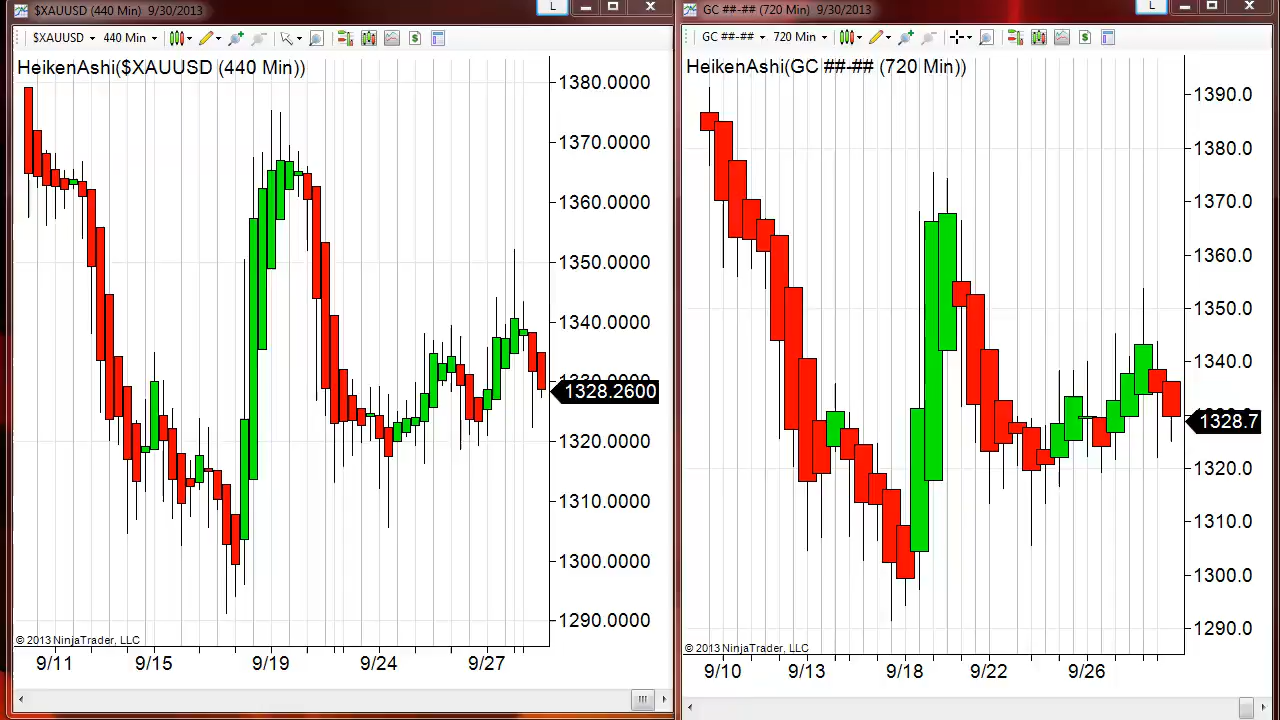 $XAUUSD (440 Min)  9/30/2013
L
$XAUUSD
440 Min
$
HeikenAshi($XAUUSD (440 Min))
1380.0000
1370.0000
1360.0000
1350.0000
1340.0000
1328.2600
1320.0000
1310.0000
1300.0000
1290.0000
© 2013 NinjaTrader, LLC
9/11
9/15
9/19
9/24
9/27
GC ##-## (720 Min)  9/30/2013
L
GC ##-##
720 Min
$
HeikenAshi(GC ##-## (720 Min))
1390.0
1380.0
1370.0
1360.0
1350.0
1340.0
1328.7
1320.0
1310.0
1300.0
1290.0
© 2013 NinjaTrader, LLC
9/10
9/13
9/18
9/22
9/26